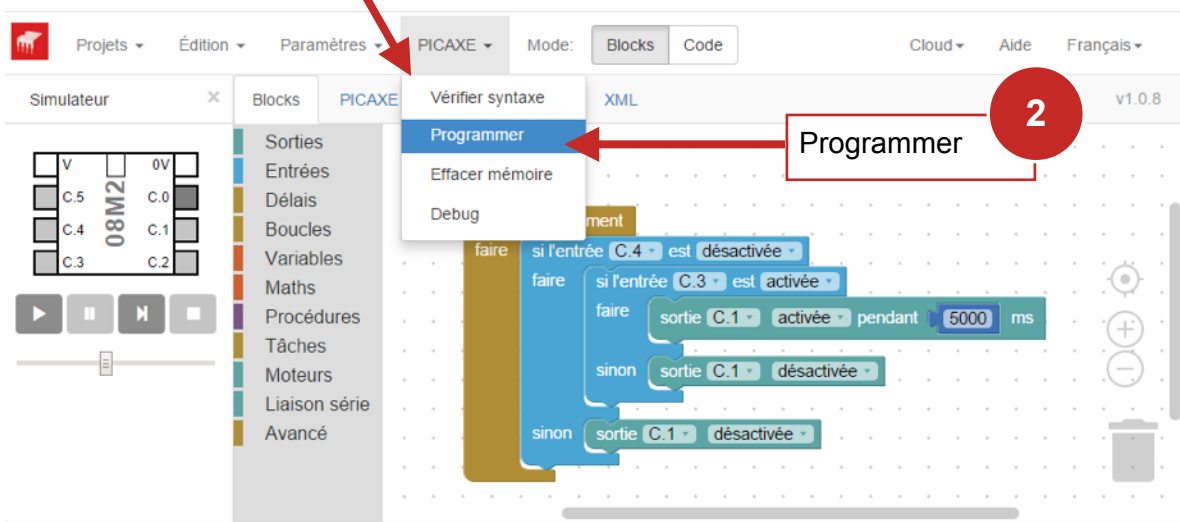 Projets Édition Paramètres PICAXE Mode: Blocks Code Cloud Aide Français
Simulateur × Blocks PICAXE XML v1.0.8
Vérifier syntaxe
Programmer
Effacer mémoire
Debug
2
Programmer
V 0V
C.5 C.0
C.4 C.1
C.3 C.2
08M2
Sorties
Entrées
Délais
Boucles
Variables
Maths
Procédures
Tâches
Moteurs
Liaison série
Avancé
ment
faire si l'entrée C.4 est désactivée
faire si l'entrée C.3 est activée
faire sortie C.1 activée pendant 5000 ms
sinon sortie C.1 désactivée
sinon sortie C.1 désactivée